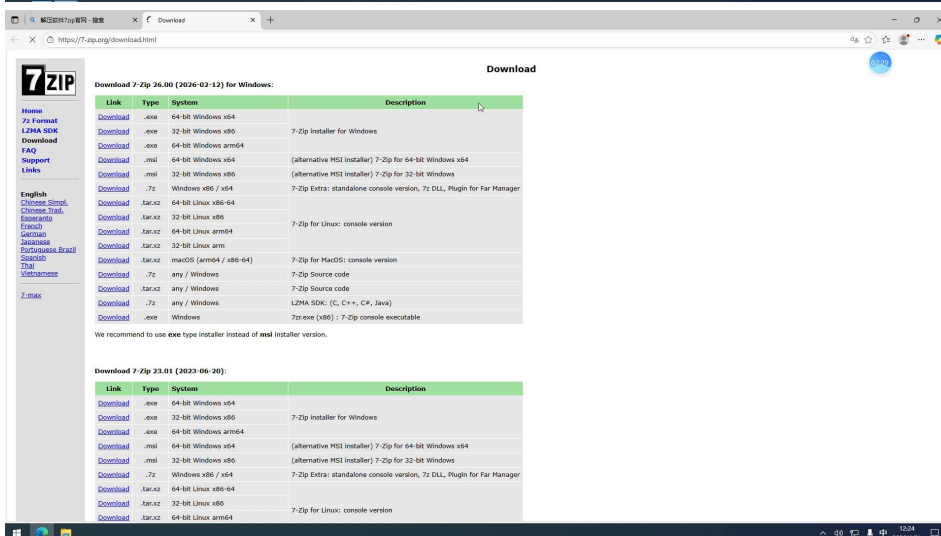 解压软件7zip官网 - 搜索
Download
https://7-zip.org/download.html
7ZIP
Home
7z Format
LZMA SDK
Download
FAQ
Support
Links
English
Chinese Simpl.
Chinese Trad.
Esperanto
French
German
Japanese
Portuguese Brazil
Spanish
Thai
Vietnamese
7-max
Download
02:29
Download 7-Zip 26.00 (2026-02-12) for Windows:
Link Type System Description
Download .exe 64-bit Windows x64
Download .exe 32-bit Windows x86 7-Zip installer for Windows
Download .exe 64-bit Windows arm64
Download .msi 64-bit Windows x64 (alternative MSI installer) 7-Zip for 64-bit Windows x64
Download .msi 32-bit Windows x86 (alternative MSI installer) 7-Zip for 32-bit Windows
Download .7z Windows x86 / x64 7-Zip Extra: standalone console version, 7z DLL, Plugin for Far Manager
Download .tar.xz 64-bit Linux x86-64
Download .tar.xz 32-bit Linux x86
7-Zip for Linux: console version
Download .tar.xz 64-bit Linux arm64
Download .tar.xz 32-bit Linux arm
Download .tar.xz macOS (arm64 / x86-64) 7-Zip for MacOS: console version
Download .7z any / Windows 7-Zip Source code
Download .tar.xz any / Windows 7-Zip Source code
Download .7z any / Windows LZMA SDK: (C, C++, C#, Java)
Download .exe Windows 7zr.exe (x86) : 7-Zip console executable
We recommend to use exe type installer instead of msi installer version.
Download 7-Zip 23.01 (2023-06-20):
Link Type System Description
Download .exe 64-bit Windows x64
Download .exe 32-bit Windows x86 7-Zip installer for Windows
Download .exe 64-bit Windows arm64
Download .msi 64-bit Windows x64 (alternative MSI installer) 7-Zip for 64-bit Windows x64
Download .msi 32-bit Windows x86 (alternative MSI installer) 7-Zip for 32-bit Windows
Download .7z Windows x86 / x64 7-Zip Extra: standalone console version, 7z DLL, Plugin for Far Manager
Download .tar.xz 64-bit Linux x86-64
Download .tar.xz 32-bit Linux x86
7-Zip for Linux: console version
Download .tar.xz 64-bit Linux arm64
中
12:24